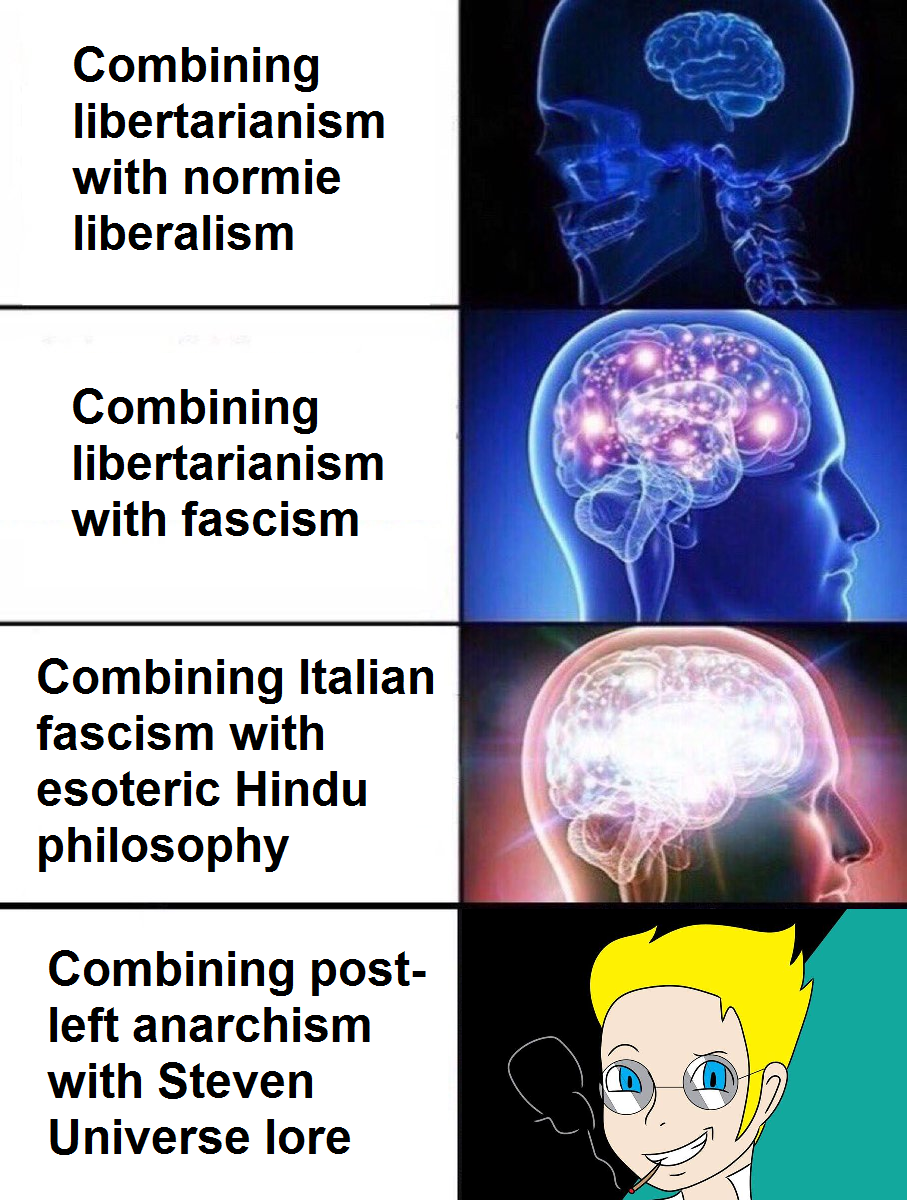 Combining
libertarianism
with normie
liberalism
Combining
libertarianism
with fascism
Combining Italian
fascism with
esoteric Hindu
philosophy
Combining post-
left anarchism
with Steven
Universe lore